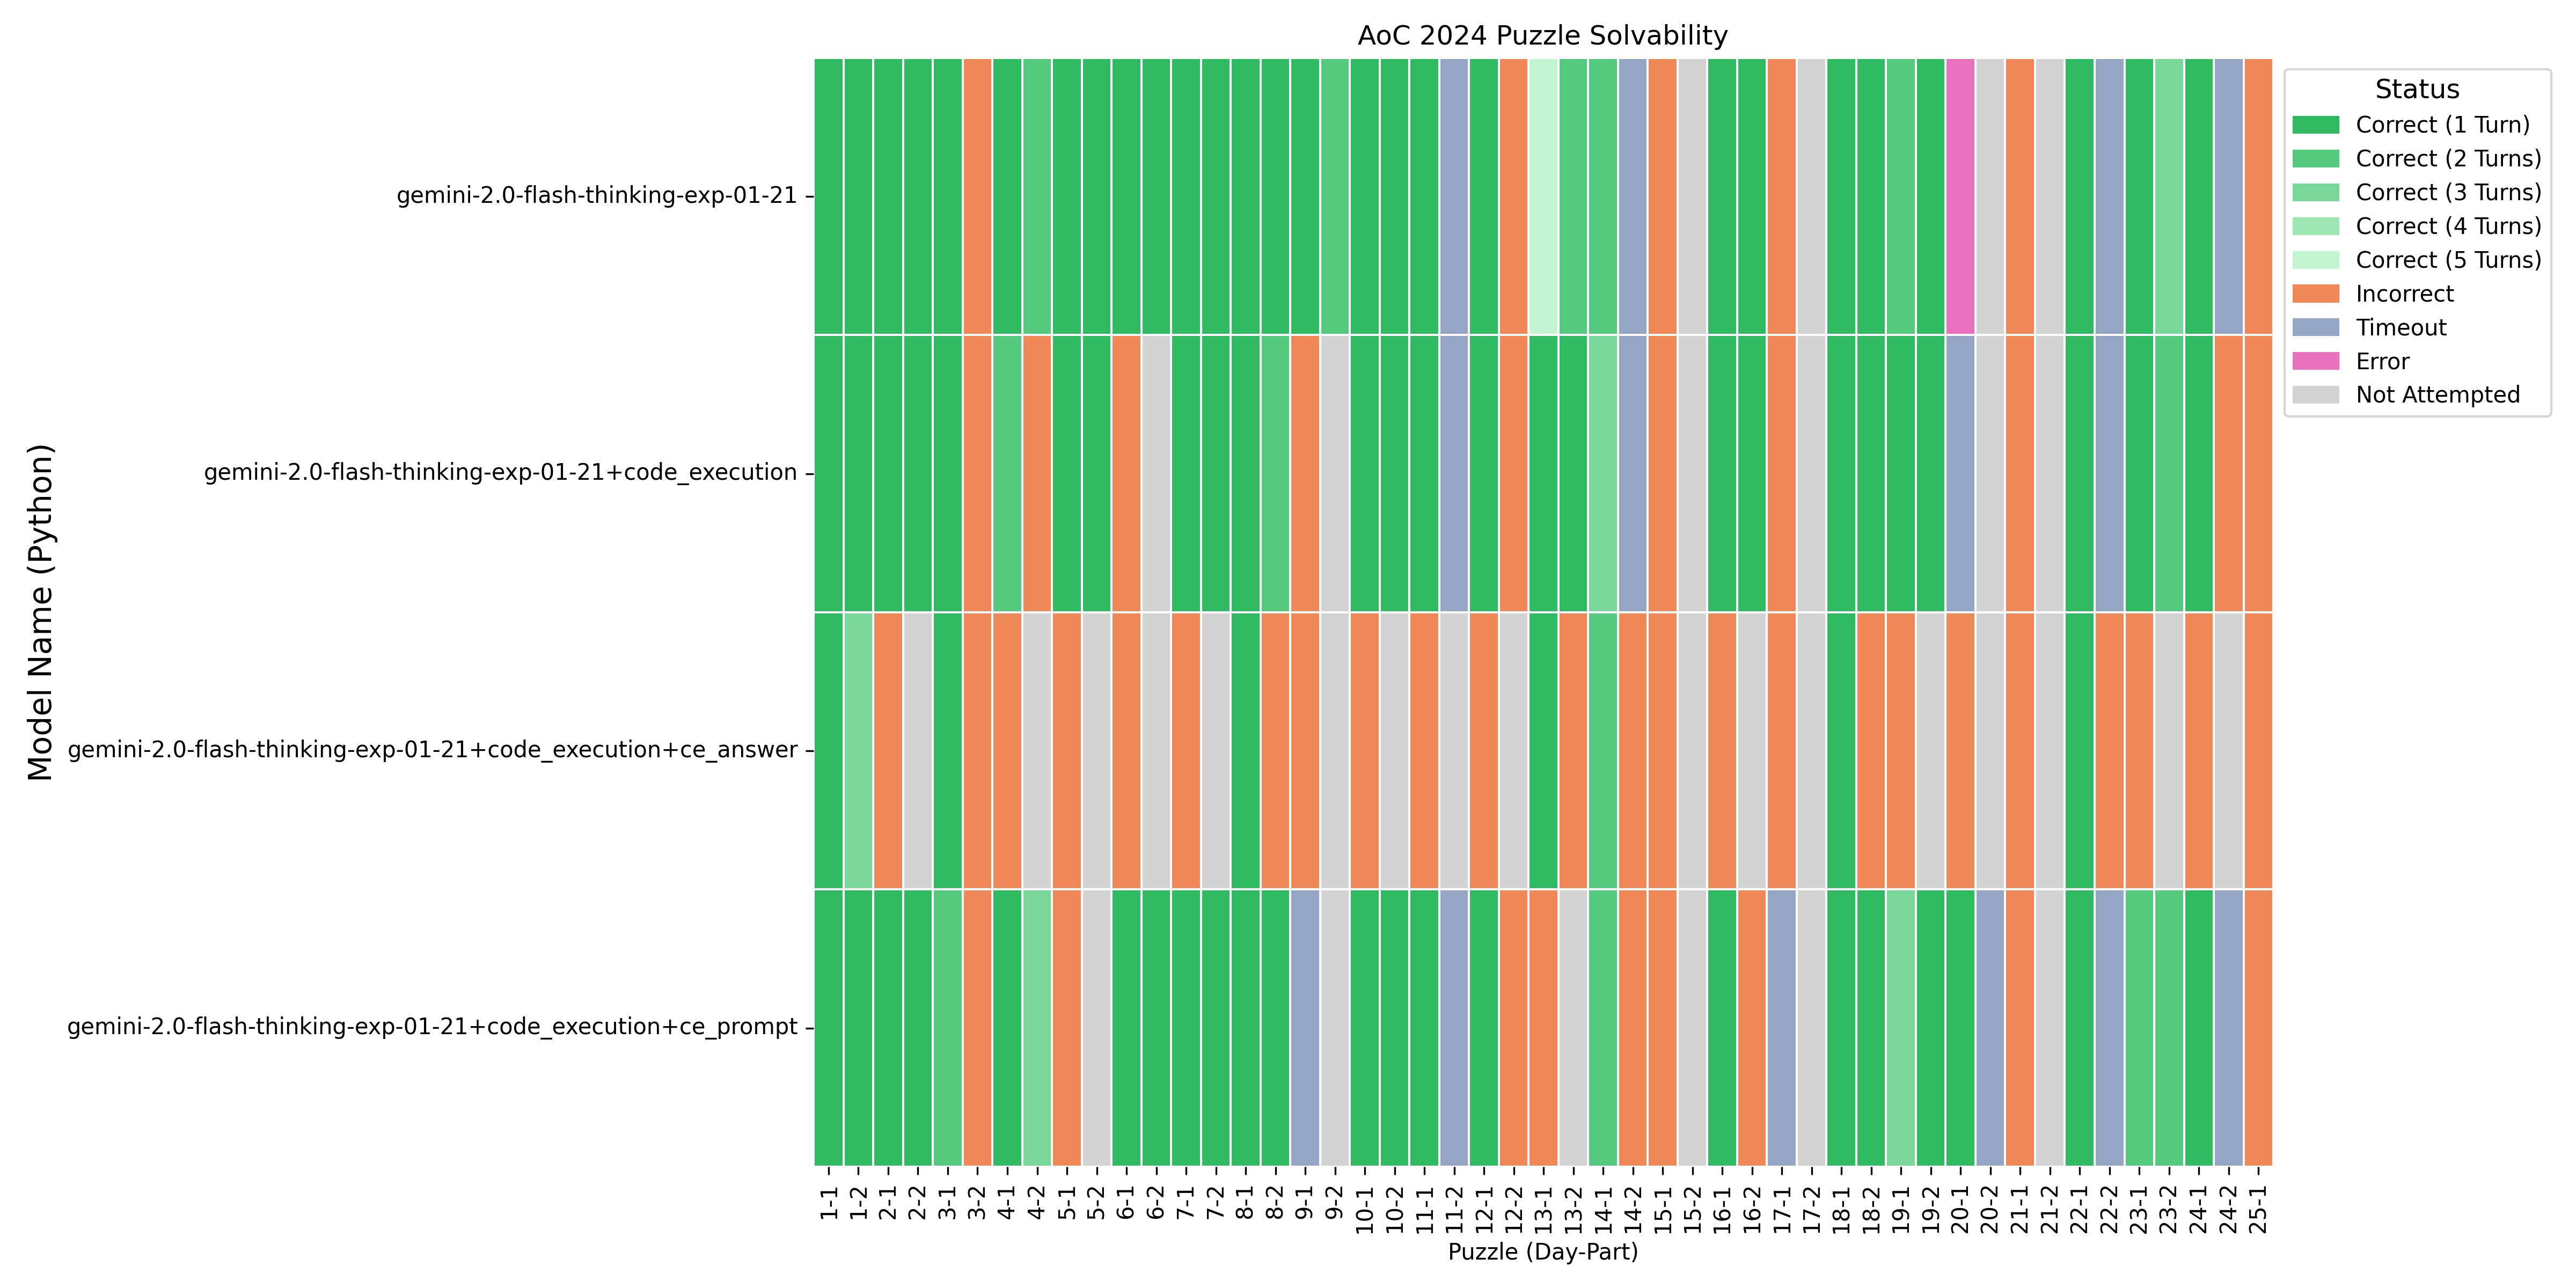 AoC 2024 Puzzle Solvability
Model Name (Python)
gemini-2.0-flash-thinking-exp-01-21
gemini-2.0-flash-thinking-exp-01-21+code_execution
gemini-2.0-flash-thinking-exp-01-21+code_execution+ce_answer
gemini-2.0-flash-thinking-exp-01-21+code_execution+ce_prompt
1-1
1-2
2-1
2-2
3-1
3-2
4-1
4-2
5-1
5-2
6-1
6-2
7-1
7-2
8-1
8-2
9-1
9-2
10-1
10-2
11-1
11-2
12-1
12-2
13-1
13-2
14-1
14-2
15-1
15-2
16-1
16-2
17-1
17-2
18-1
18-2
19-1
19-2
20-1
20-2
21-1
21-2
22-1
22-2
23-1
23-2
24-1
24-2
25-1
Puzzle (Day-Part)
Status
Correct (1 Turn)
Correct (2 Turns)
Correct (3 Turns)
Correct (4 Turns)
Correct (5 Turns)
Incorrect
Timeout
Error
Not Attempted